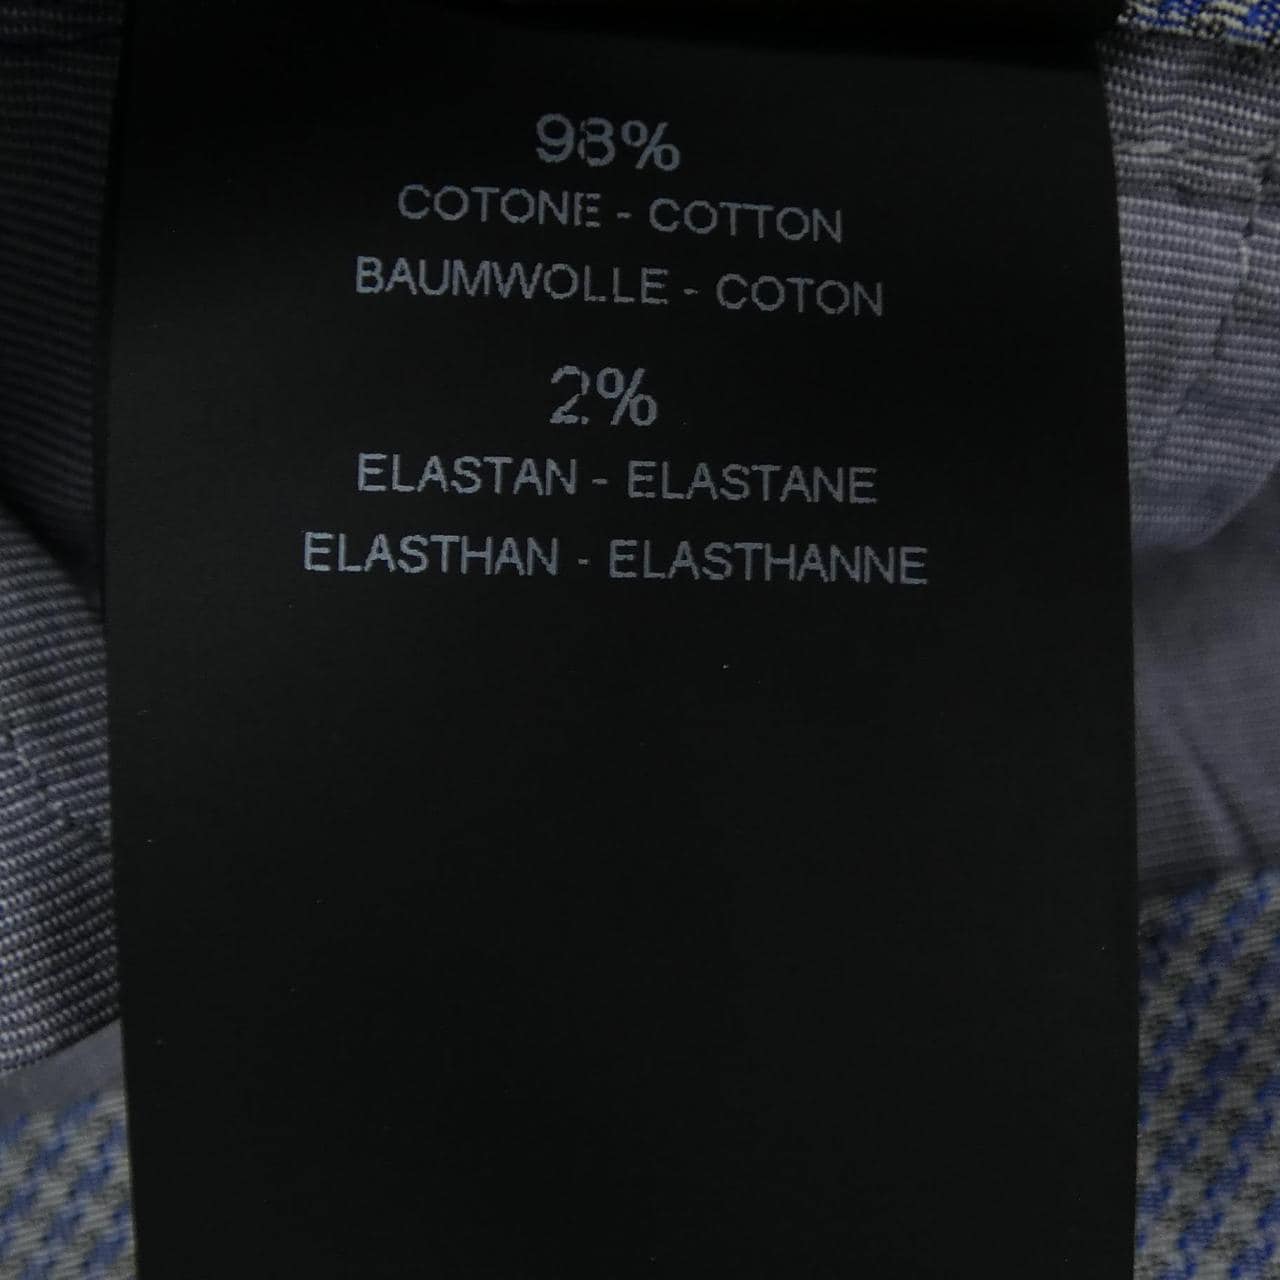 98%
COTONE - COTTON
BAUMWOLLE - COTON
2%
ELASTAN - ELASTANE
ELASTHAN - ELASTHANNE